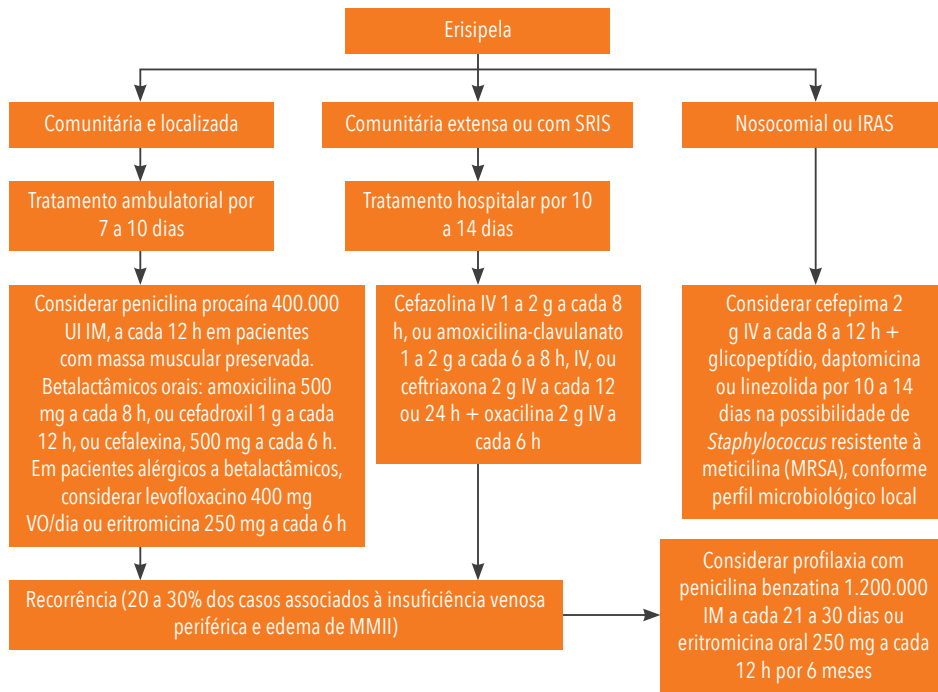 Erisipela
Comunitária e localizada
Tratamento ambulatorial por
7 a 10 dias
Considerar penicilina procaína 400.000
UI IM, a cada 12 h em pacientes
com massa muscular preservada.
Betalactâmicos orais: amoxicilina 500
mg a cada 8 h, ou cefadroxil 1 g a cada
12 h, ou cefalexina, 500 mg a cada 6 h.
Em pacientes alérgicos a betalactâmicos,
considerar levofloxacino 400 mg
VO/dia ou eritromicina 250 mg a cada 6 h
Comunitária extensa ou com SRIS
Tratamento hospitalar por 10
a 14 dias
Cefazolina IV 1 a 2 g a cada 8
h, ou amoxicilina-clavulanato
1 a 2 g a cada 6 a 8 h, IV, ou
ceftriaxona 2 g IV a cada 12
ou 24 h + oxacilina 2 g IV a
cada 6 h
Nosocomial ou IRAS
Considerar cefepima 2
g IV a cada 8 a 12 h +
glicopeptídio, daptomicina
ou linezolida por 10 a 14
dias na possibilidade de
Staphylococcus resistente à
meticilina (MRSA), conforme
perfil microbiológico local
Recorrência (20 a 30% dos casos associados à insuficiência venosa
periférica e edema de MMII)
Considerar profilaxia com
penicilina benzatina 1.200.000
IM a cada 21 a 30 dias ou
eritromicina oral 250 mg a cada
12 h por 6 meses